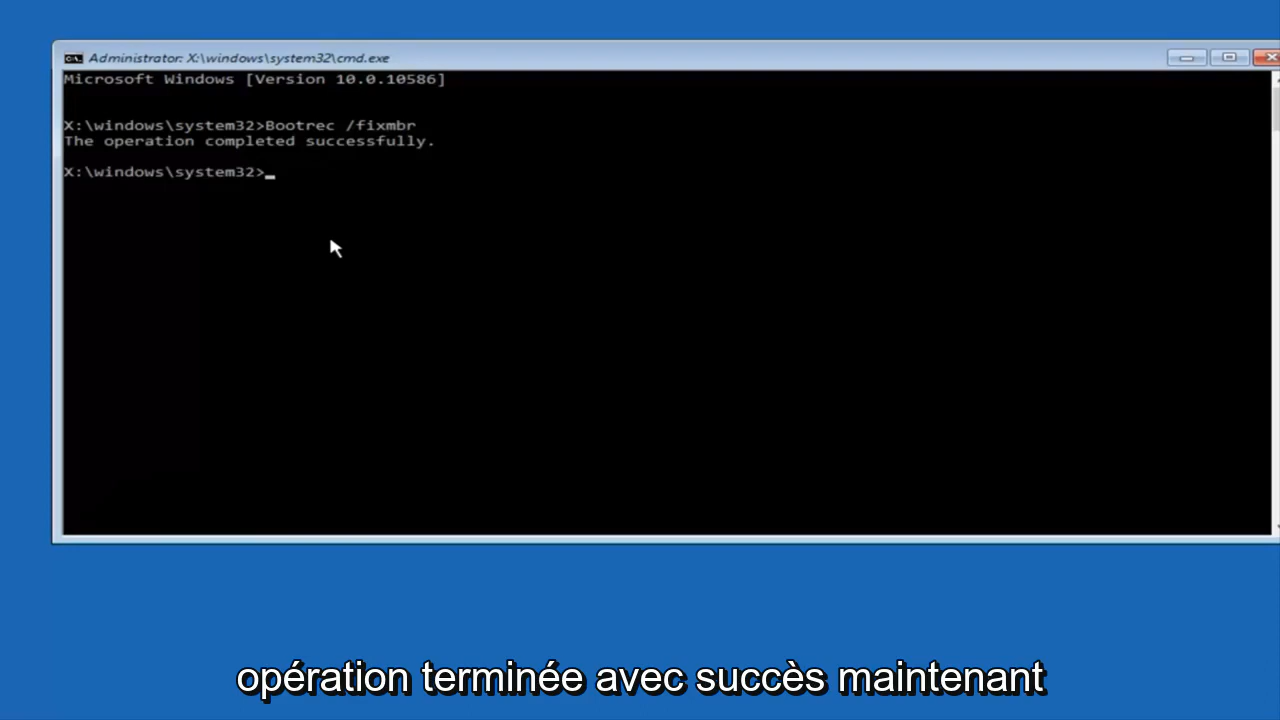 Administrator: X:\windows\system32\cmd.exe
Microsoft Windows [Version 10.0.10586]
X:\windows\system32>Bootrec /fixmbr
The operation completed successfully.
X:\windows\system32>_
opération terminée avec succès maintenant